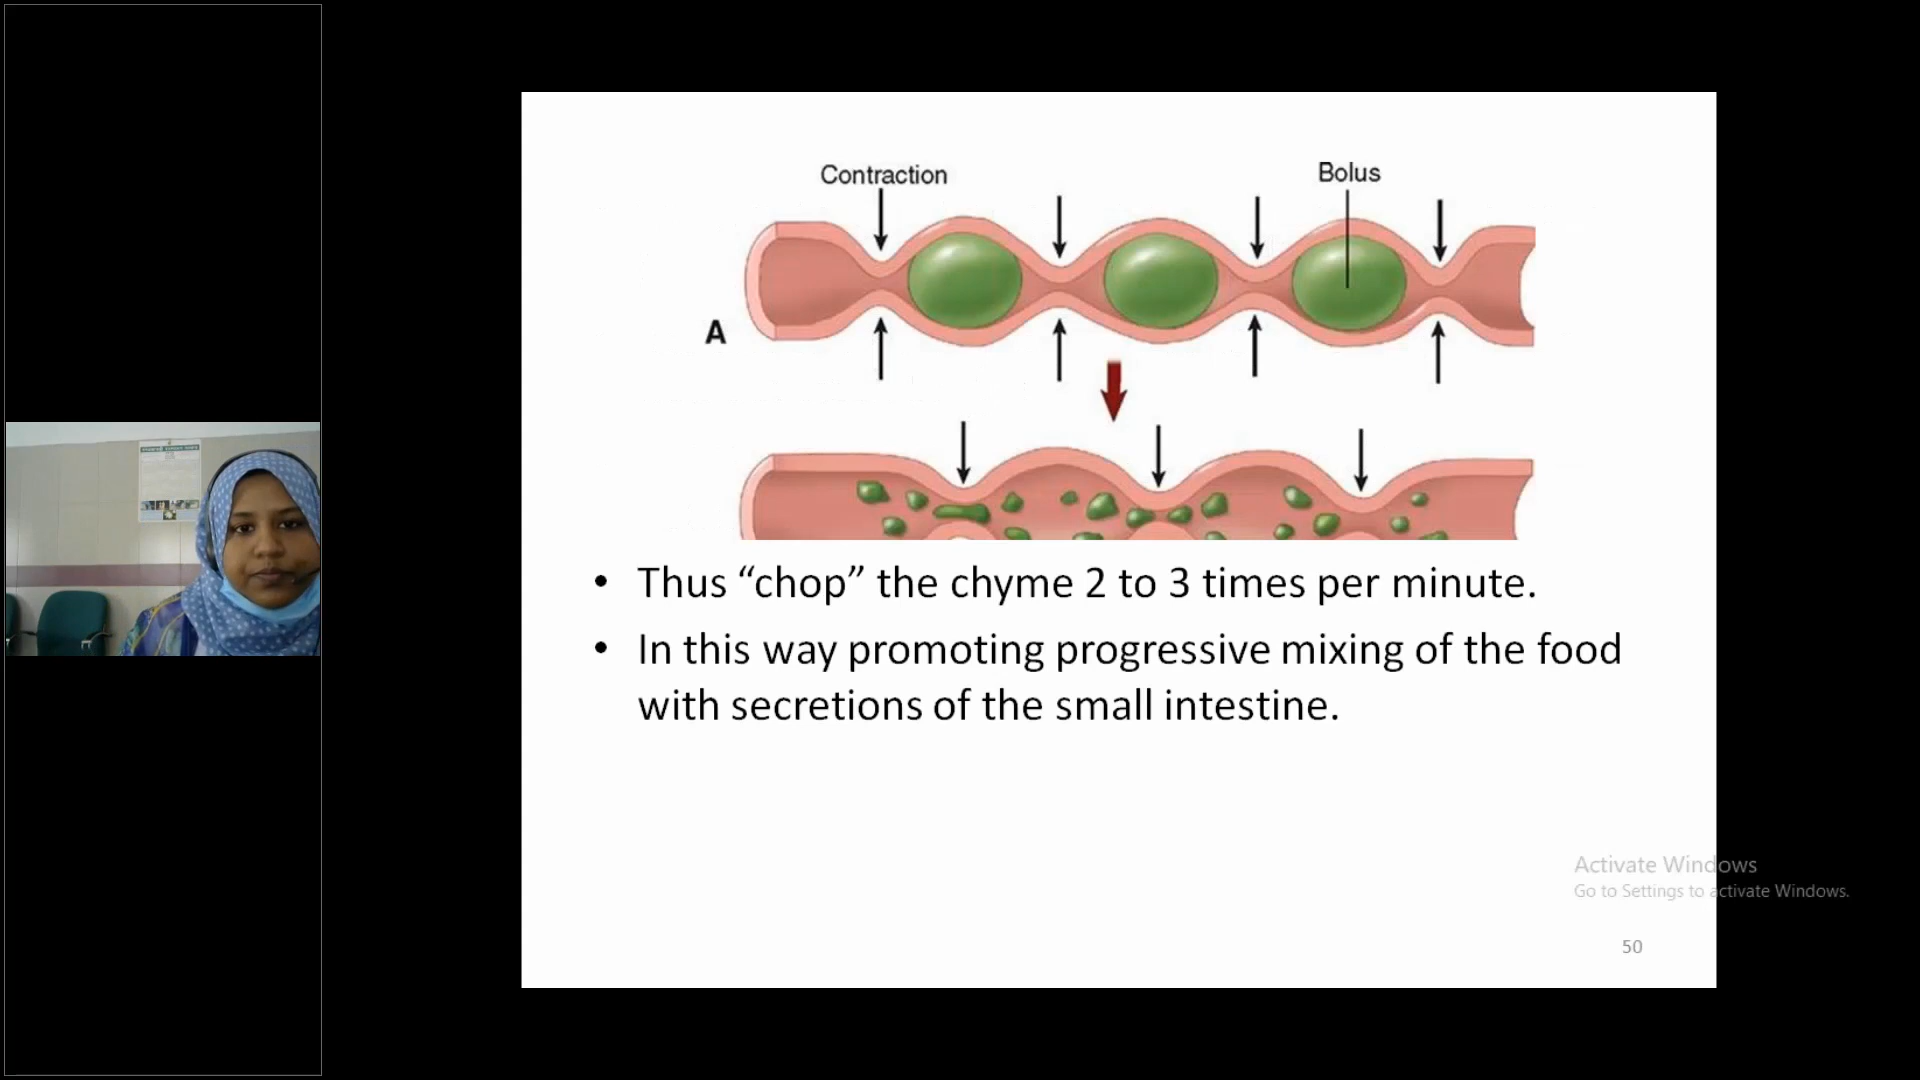 Contraction
Bolus
A
• Thus “chop” the chyme 2 to 3 times per minute.
• In this way promoting progressive mixing of the food
with secretions of the small intestine.
Activate Windows
Go to Settings to activate Windows.
50